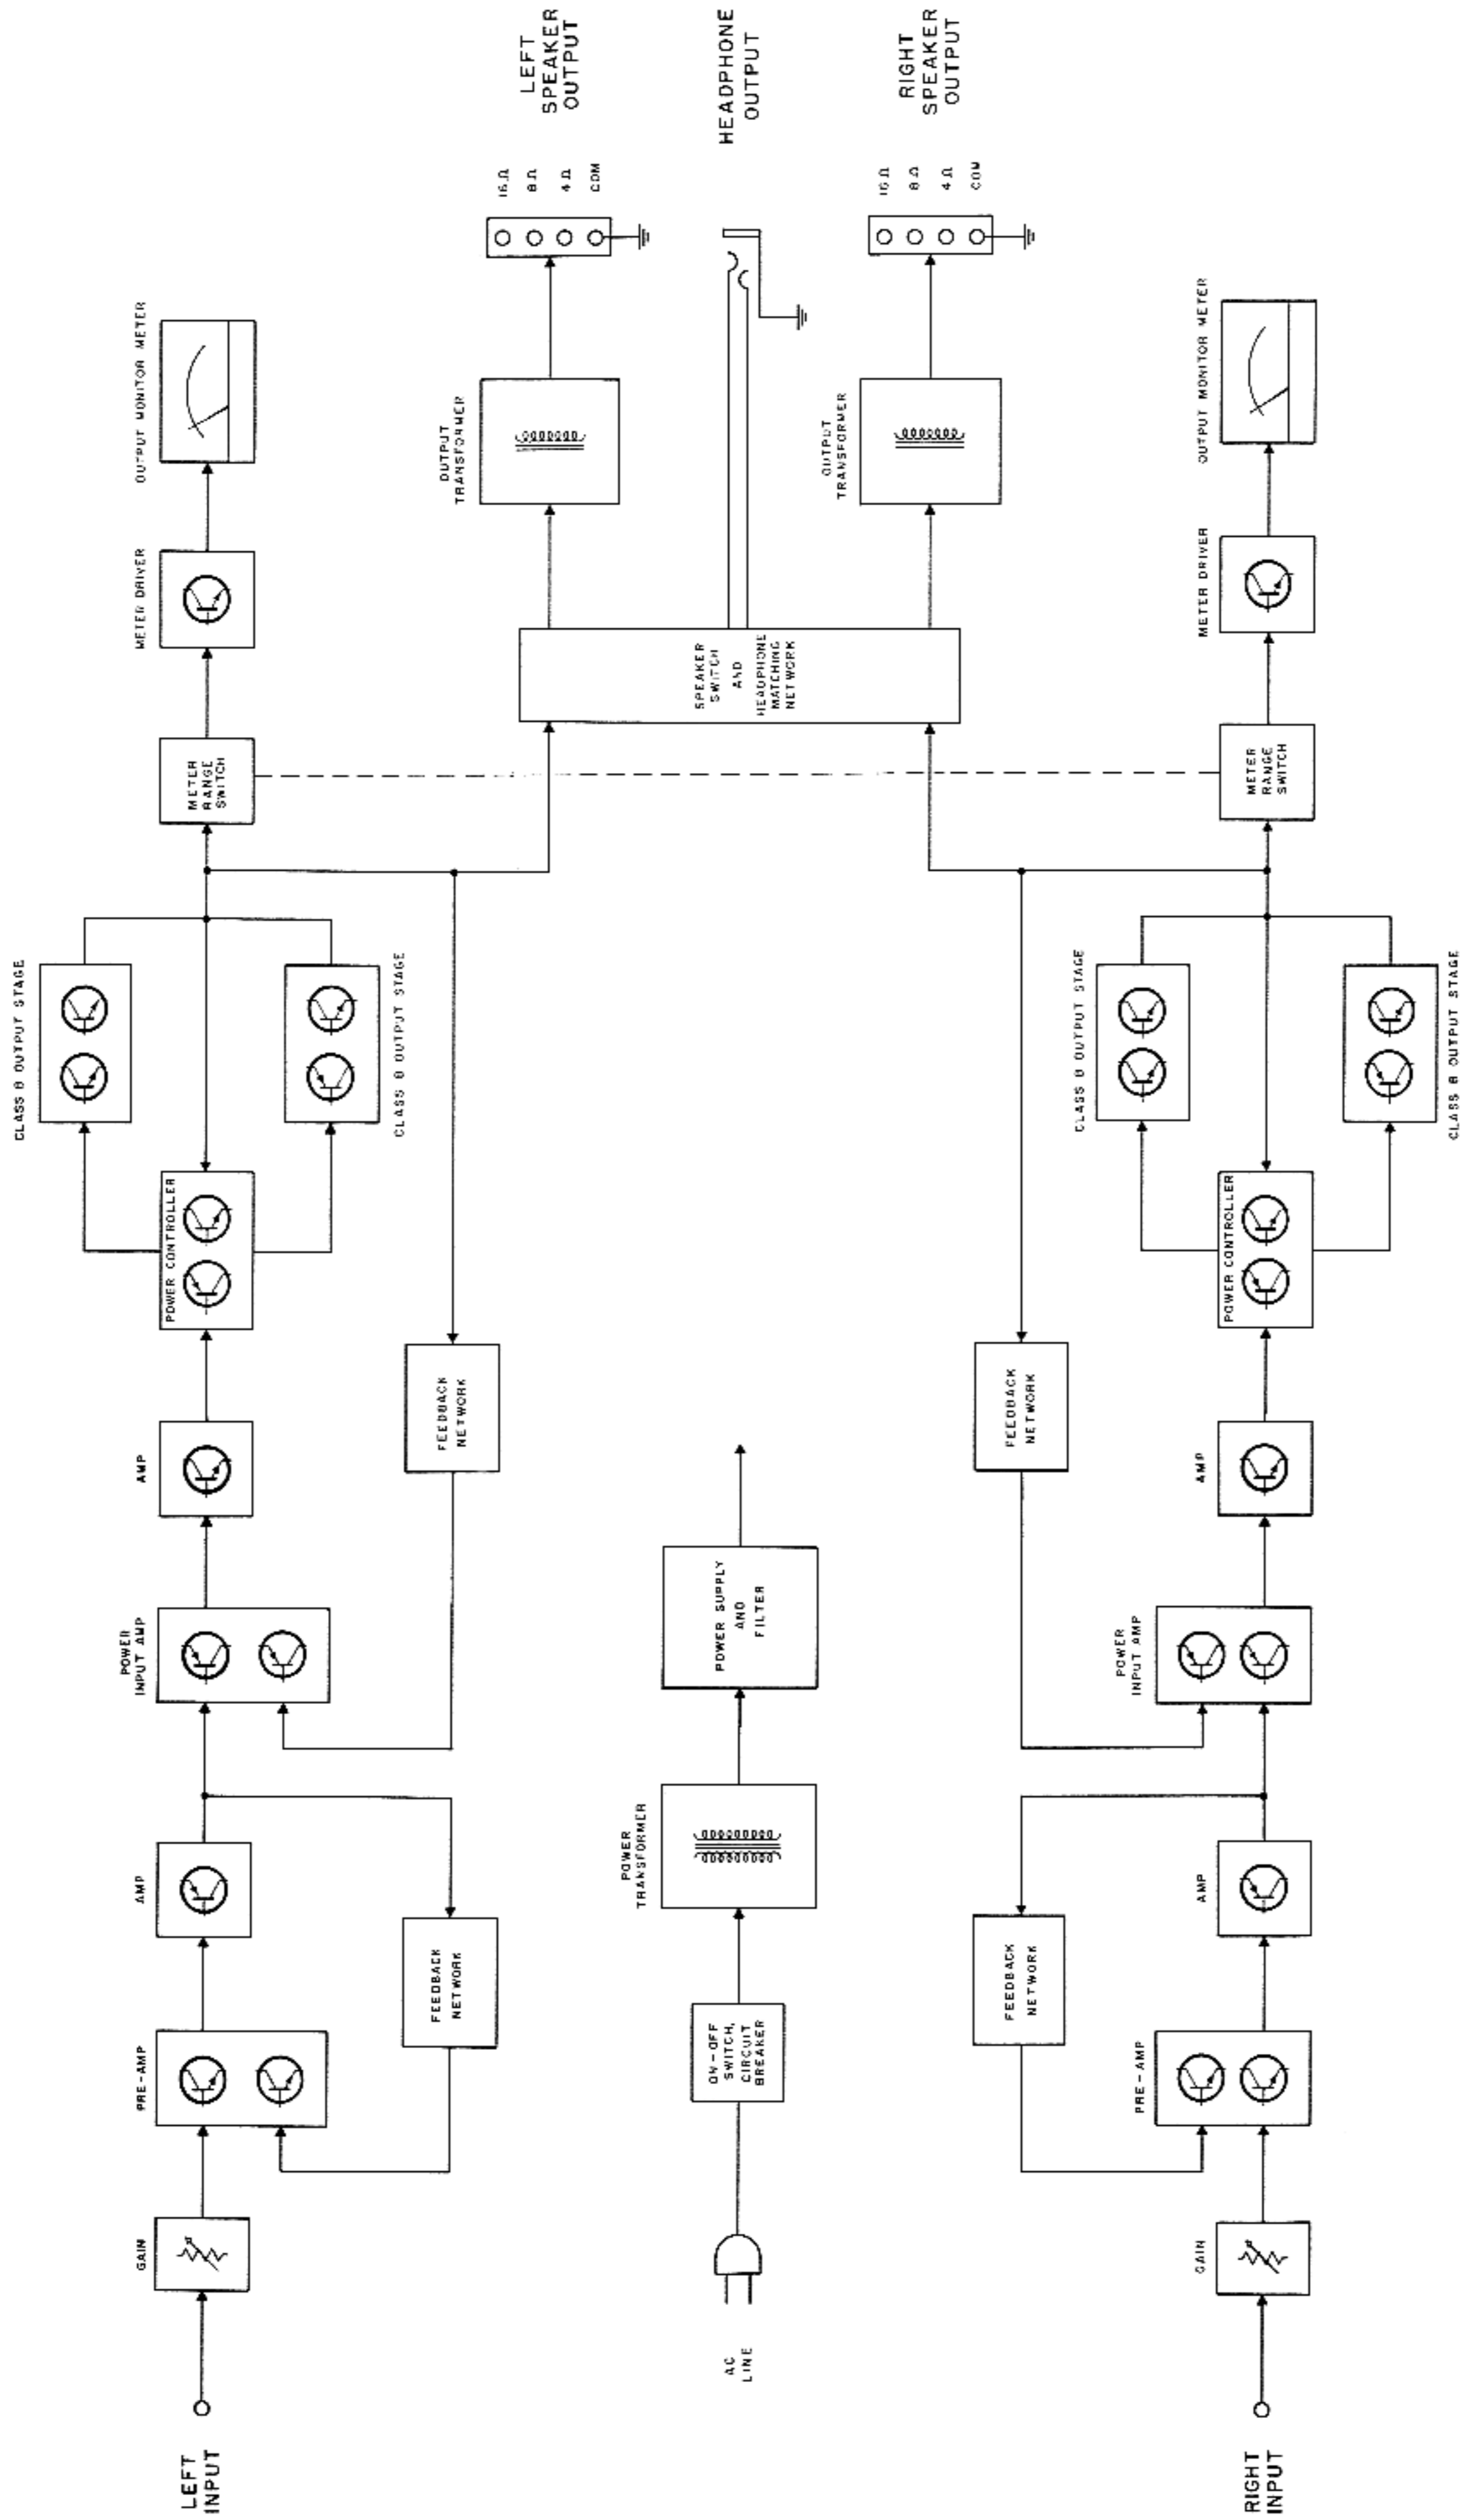 LEFT
INPUT
GAIN
PRE-AMP
AMP
FEEDBACK
NETWORK
POWER
INPUT AMP
AMP
FEEDBACK
NETWORK
POWER CONTROLLER
CLASS B OUTPUT STAGE
CLASS B OUTPUT STAGE
METER
RANGE
SWITCH
METER DRIVER
OUTPUT MONITOR METER
OUTPUT
TRANSFORMER
16Ω
8Ω
4Ω
COM
LEFT
SPEAKER
OUTPUT
AC
LINE
ON-OFF
SWITCH,
CIRCUIT
BREAKER
POWER
TRANSFORMER
POWER SUPPLY
AND
FILTER
SPEAKER
SWITCH
AND
HEADPHONE
MATCHING
NETWORK
HEADPHONE
OUTPUT
OUTPUT
TRANSFORMER
16Ω
8Ω
4Ω
COM
RIGHT
SPEAKER
OUTPUT
RIGHT
INPUT
GAIN
PRE-AMP
FEEDBACK
NETWORK
AMP
POWER
INPUT AMP
AMP
FEEDBACK
NETWORK
POWER CONTROLLER
CLASS B OUTPUT STAGE
CLASS B OUTPUT STAGE
METER
RANGE
SWITCH
METER DRIVER
OUTPUT MONITOR METER